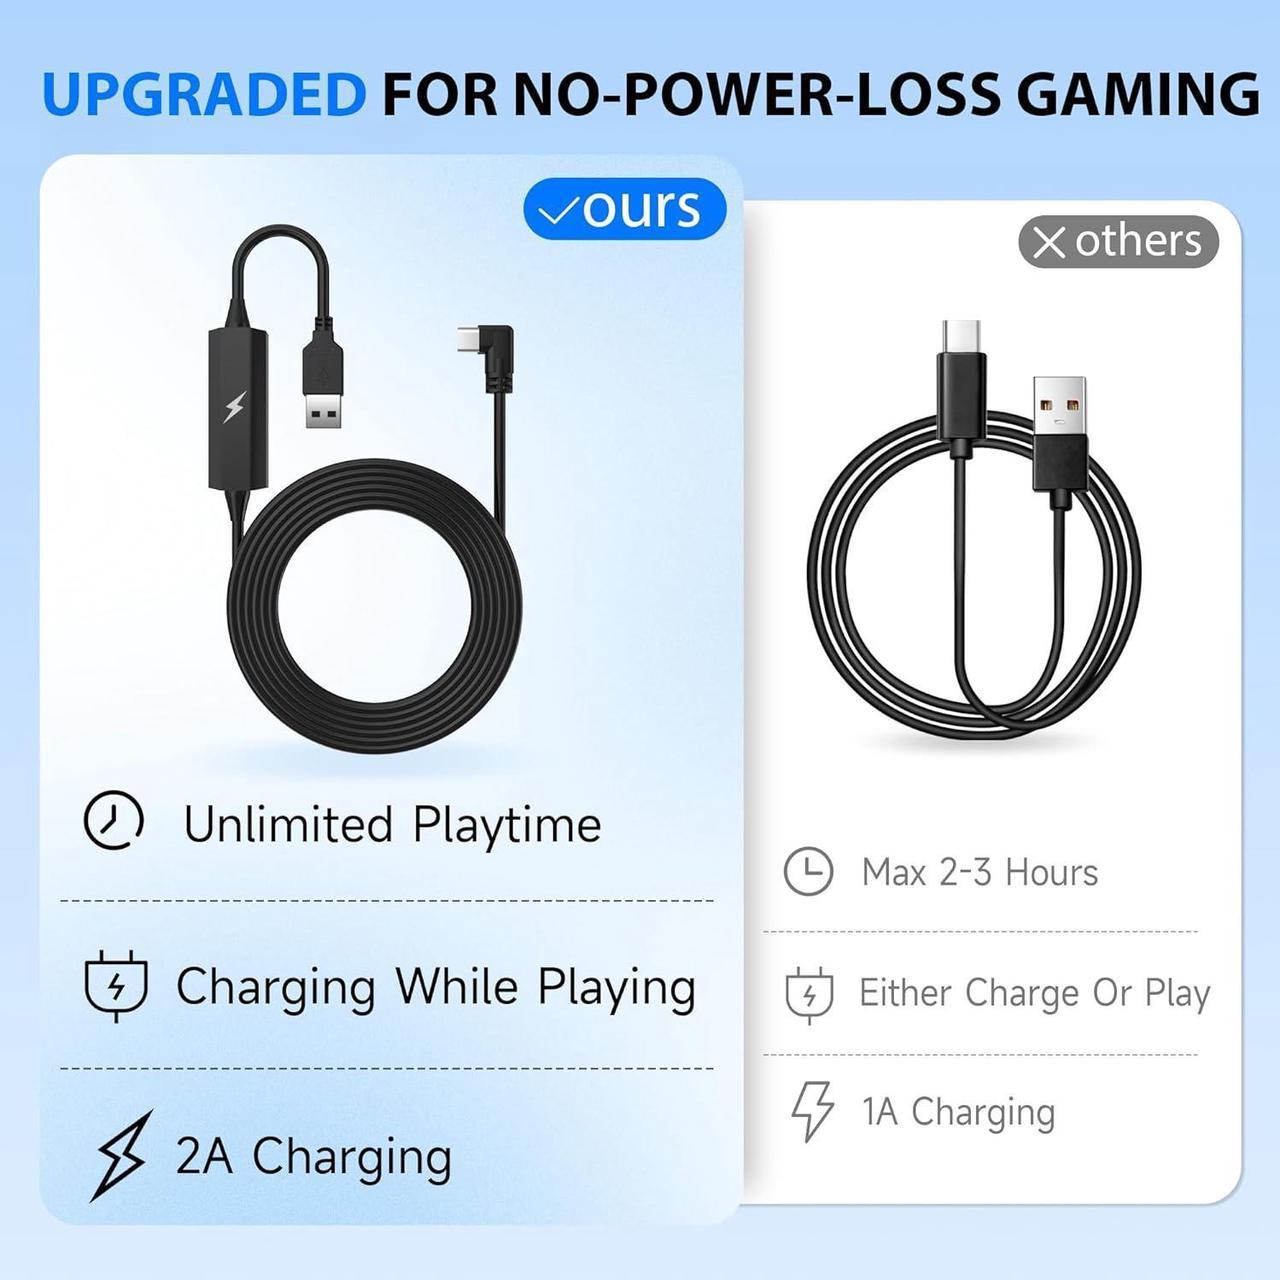 UPGRADED FOR NO-POWER-LOSS GAMING
ours
others
Unlimited Playtime
Charging While Playing
2A Charging
Max 2-3 Hours
Either Charge Or Play
1A Charging